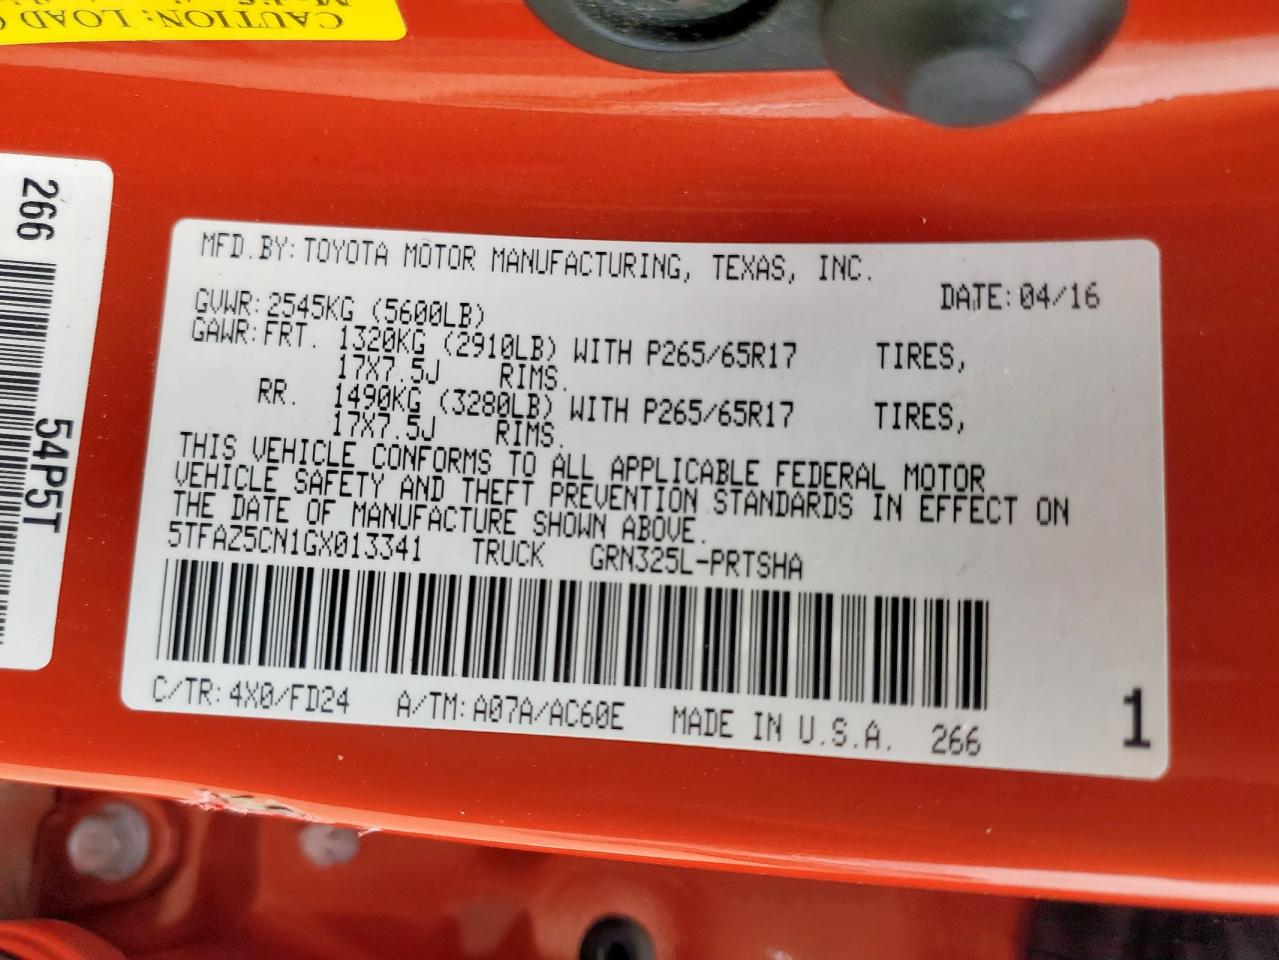 CAUTION: LOAD
266
54P5T
MFD.BY: TOYOTA MOTOR MANUFACTURING, TEXAS, INC.
DATE: 04/16
GVWR: 2545KG (5600LB)
GAWR: FRT. 1320KG (2910LB) WITH P265/65R17 TIRES,
17X7.5J RIMS.
RR. 1490KG (3280LB) WITH P265/65R17 TIRES,
17X7.5J RIMS.
THIS VEHICLE CONFORMS TO ALL APPLICABLE FEDERAL MOTOR
VEHICLE SAFETY AND THEFT PREVENTION STANDARDS IN EFFECT ON
THE DATE OF MANUFACTURE SHOWN ABOVE.
5TFAZ5CN1GX013341 TRUCK GRN325L-PRTSHA
C/TR: 4X0/FD24 A/TM: A07A/AC60E MADE IN U.S.A. 266
1